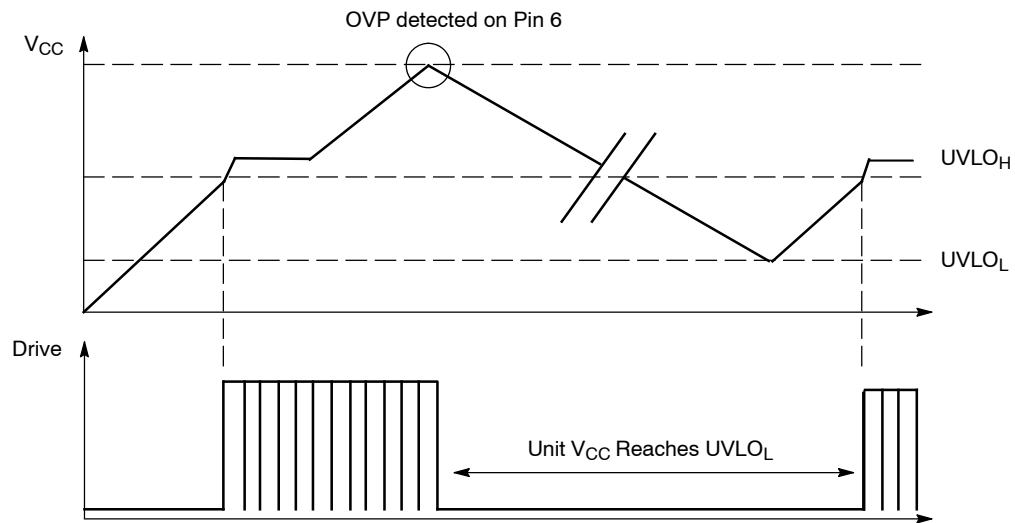 OVP detected on Pin 6
VCC
UVLOH
UVLOL
Drive
Unit VCC Reaches UVLOL